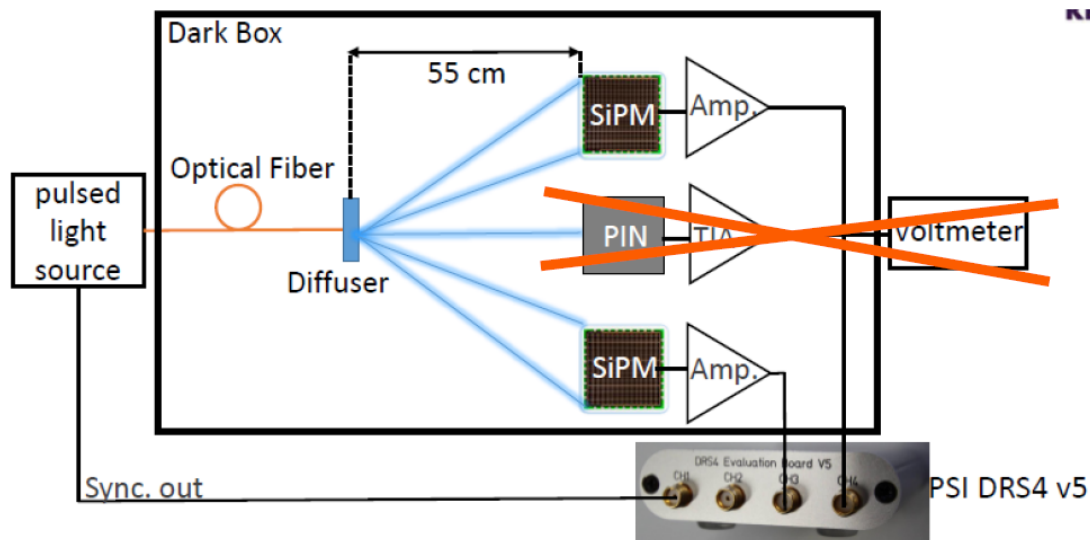 Dark Box
55 cm
SiPM
Amp.
Optical Fiber
pulsed
light
source
PIN
TIA
Voltmeter
Diffuser
SiPM
Amp.
DRS4 Evaluation Board V5
CH1 CH2 CH3 CH4
Sync. out
PSI DRS4 v5